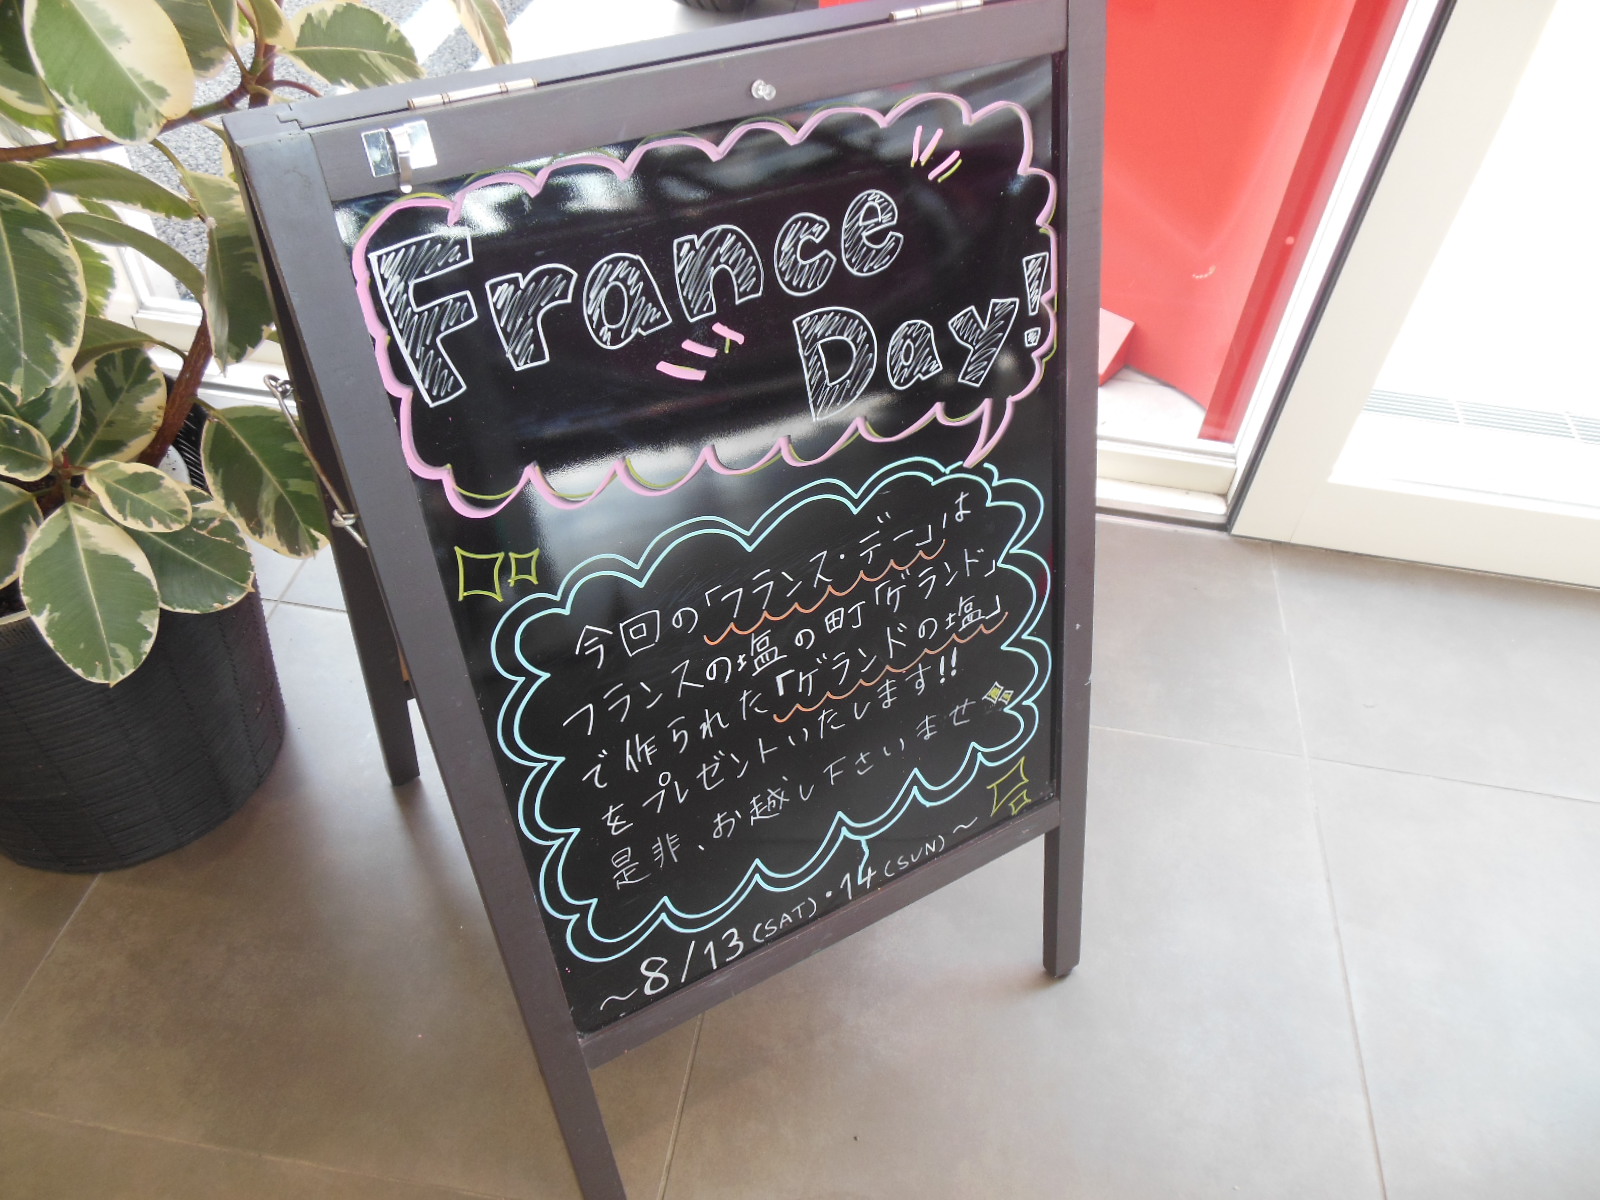 France
Day!
今回の「フランス・デー」は
フランスの塩の町「ゲランド」
で作られた「ゲランドの塩」
をプレゼントいたします!!
是非、お越し下さいませ
～8/13(SAT)・14(SUN)～